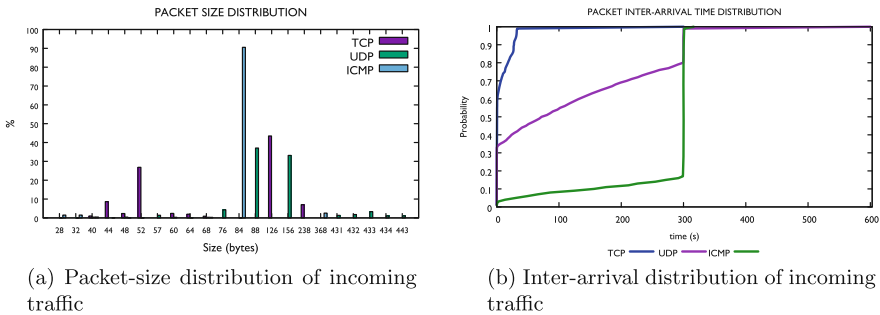 PACKET SIZE DISTRIBUTION
100
90
80
70
60
50
40
30
20
10
0
%
TCP
UDP
ICMP
28 32 36 40 44 48 52 57 60 64 68 76 84 88 126 156 238 368 431 432 433 434 443
Size (bytes)
(a) Packet-size distribution of incoming
traffic
PACKET INTER-ARRIVAL TIME DISTRIBUTION
1
0.9
0.8
0.7
0.6
0.5
0.4
0.3
0.2
0.1
0
Probability
0 100 200 300 400 500 600
time (s)
TCP UDP ICMP
(b) Inter-arrival distribution of incoming
traffic